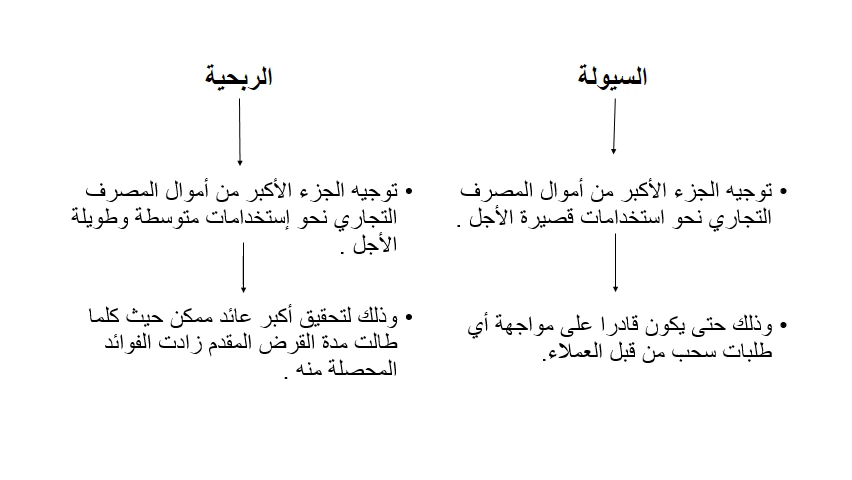 السيولة
• توجيه الجزء الأكبر من أموال المصرف
التجاري نحو استخدامات قصيرة الأجل .
• وذلك حتى يكون قادرا على مواجهة أي
طلبات سحب من قبل العملاء.
الربحية
• توجيه الجزء الأكبر من أموال المصرف
التجاري نحو إستخدامات متوسطة وطويلة
الأجل .
• وذلك لتحقيق أكبر عائد ممكن حيث كلما
طالت مدة القرض المقدم زادت الفوائد
المحصلة منه .